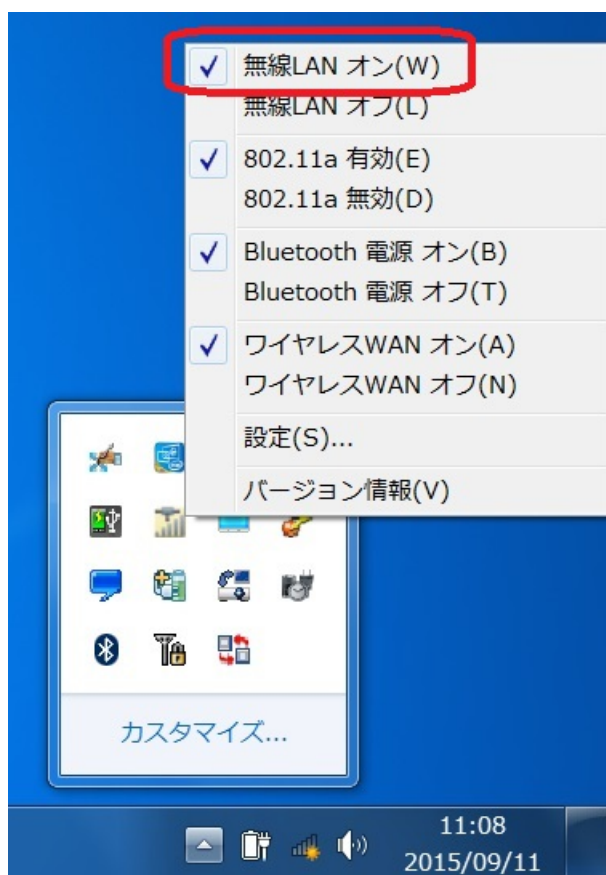 無線LAN オン(W)
無線LAN オフ(L)
802.11a 有効(E)
802.11a 無効(D)
Bluetooth 電源 オン(B)
Bluetooth 電源 オフ(T)
ワイヤレスWAN オン(A)
ワイヤレスWAN オフ(N)
設定(S)...
バージョン情報(V)
カスタマイズ...
11:08
2015/09/11